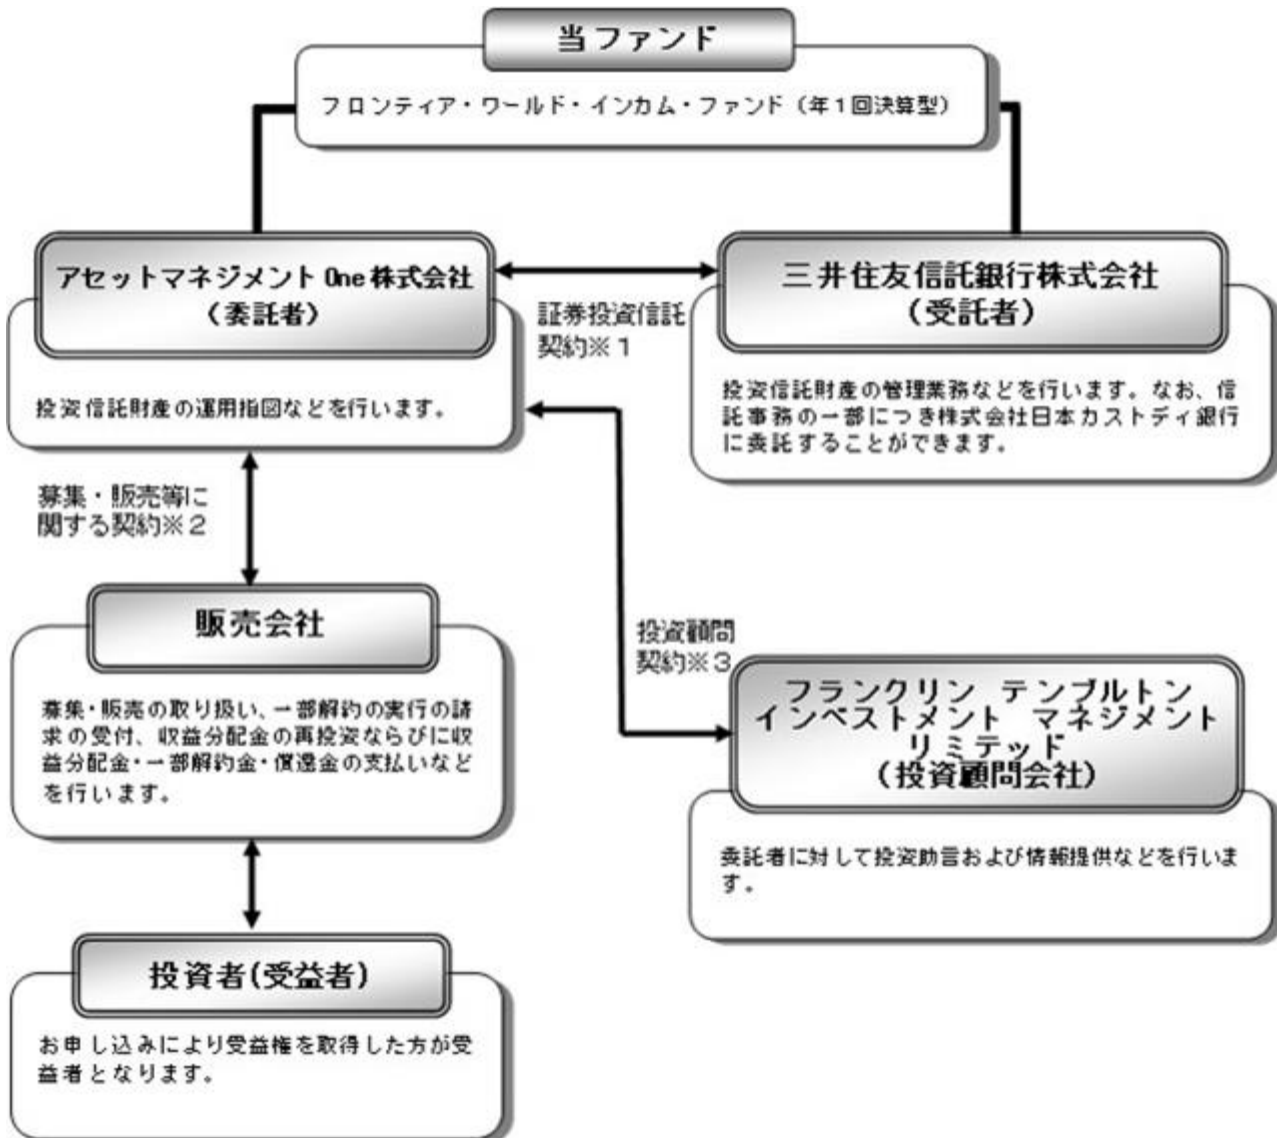 当ファンド
フロンティア・ワールド・インカム・ファンド（年１回決算型）
アセットマネジメント One 株式会社
（委託者）
投資信託財産の運用指図などを行います。
証券投資信託
契約※１
三井住友信託銀行株式会社
（受託者）
投資信託財産の管理業務などを行います。なお、信
託事務の一部につき株式会社日本カストディ銀行
に委託することができます。
募集・販売等に
関する契約※２
販売会社
募集・販売の取り扱い、一部解約の実行の請
求の受付、収益分配金の再投資ならびに収
益分配金・一部解約金・償還金の支払いなど
を行います。
投資顧問
契約※３
フランクリン テンプルトン
インベストメント マネジメント
リミテッド
（投資顧問会社）
委託者に対して投資助言および情報提供などを行いま
す。
投資者（受益者）
お申し込みにより受益権を取得した方が受
益者となります。